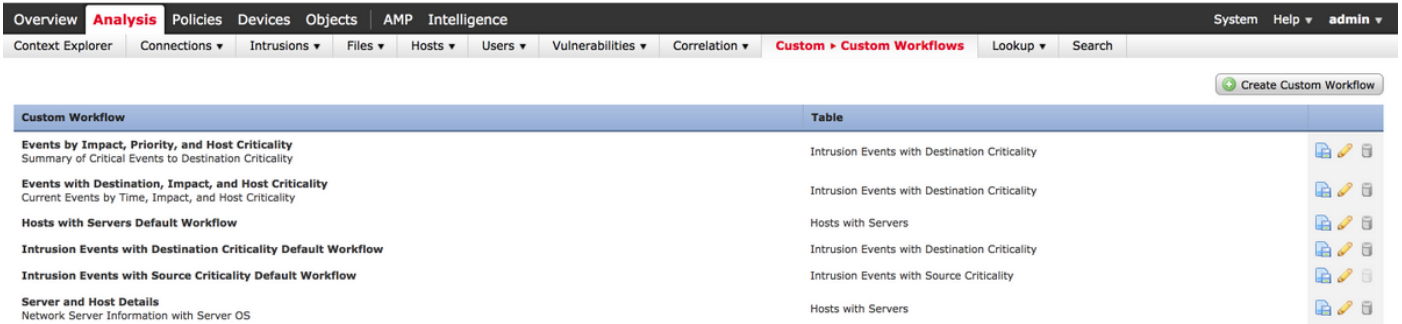 Overview Analysis Policies Devices Objects AMP Intelligence System Help ▾ admin ▾
Context Explorer Connections ▾ Intrusions ▾ Files ▾ Hosts ▾ Users ▾ Vulnerabilities ▾ Correlation ▾ Custom ▸ Custom Workflows Lookup ▾ Search
Create Custom Workflow
Custom Workflow Table
Events by Impact, Priority, and Host Criticality
Summary of Critical Events to Destination Criticality Intrusion Events with Destination Criticality
Events with Destination, Impact, and Host Criticality
Current Events by Time, Impact, and Host Criticality Intrusion Events with Destination Criticality
Hosts with Servers Default Workflow Hosts with Servers
Intrusion Events with Destination Criticality Default Workflow Intrusion Events with Destination Criticality
Intrusion Events with Source Criticality Default Workflow Intrusion Events with Source Criticality
Server and Host Details
Network Server Information with Server OS Hosts with Servers